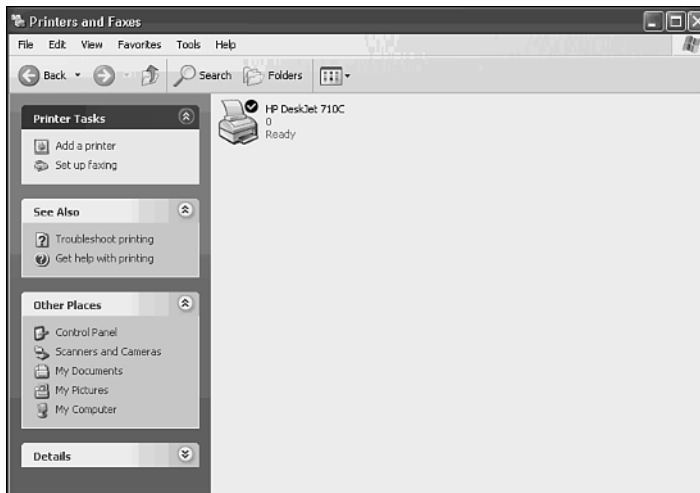 Printers and Faxes
File Edit View Favorites Tools Help
Back Search Folders
Printer Tasks
Add a printer
Set up faxing
See Also
Troubleshoot printing
Get help with printing
Other Places
Control Panel
Scanners and Cameras
My Documents
My Pictures
My Computer
Details
HP DeskJet 710C
0
Ready